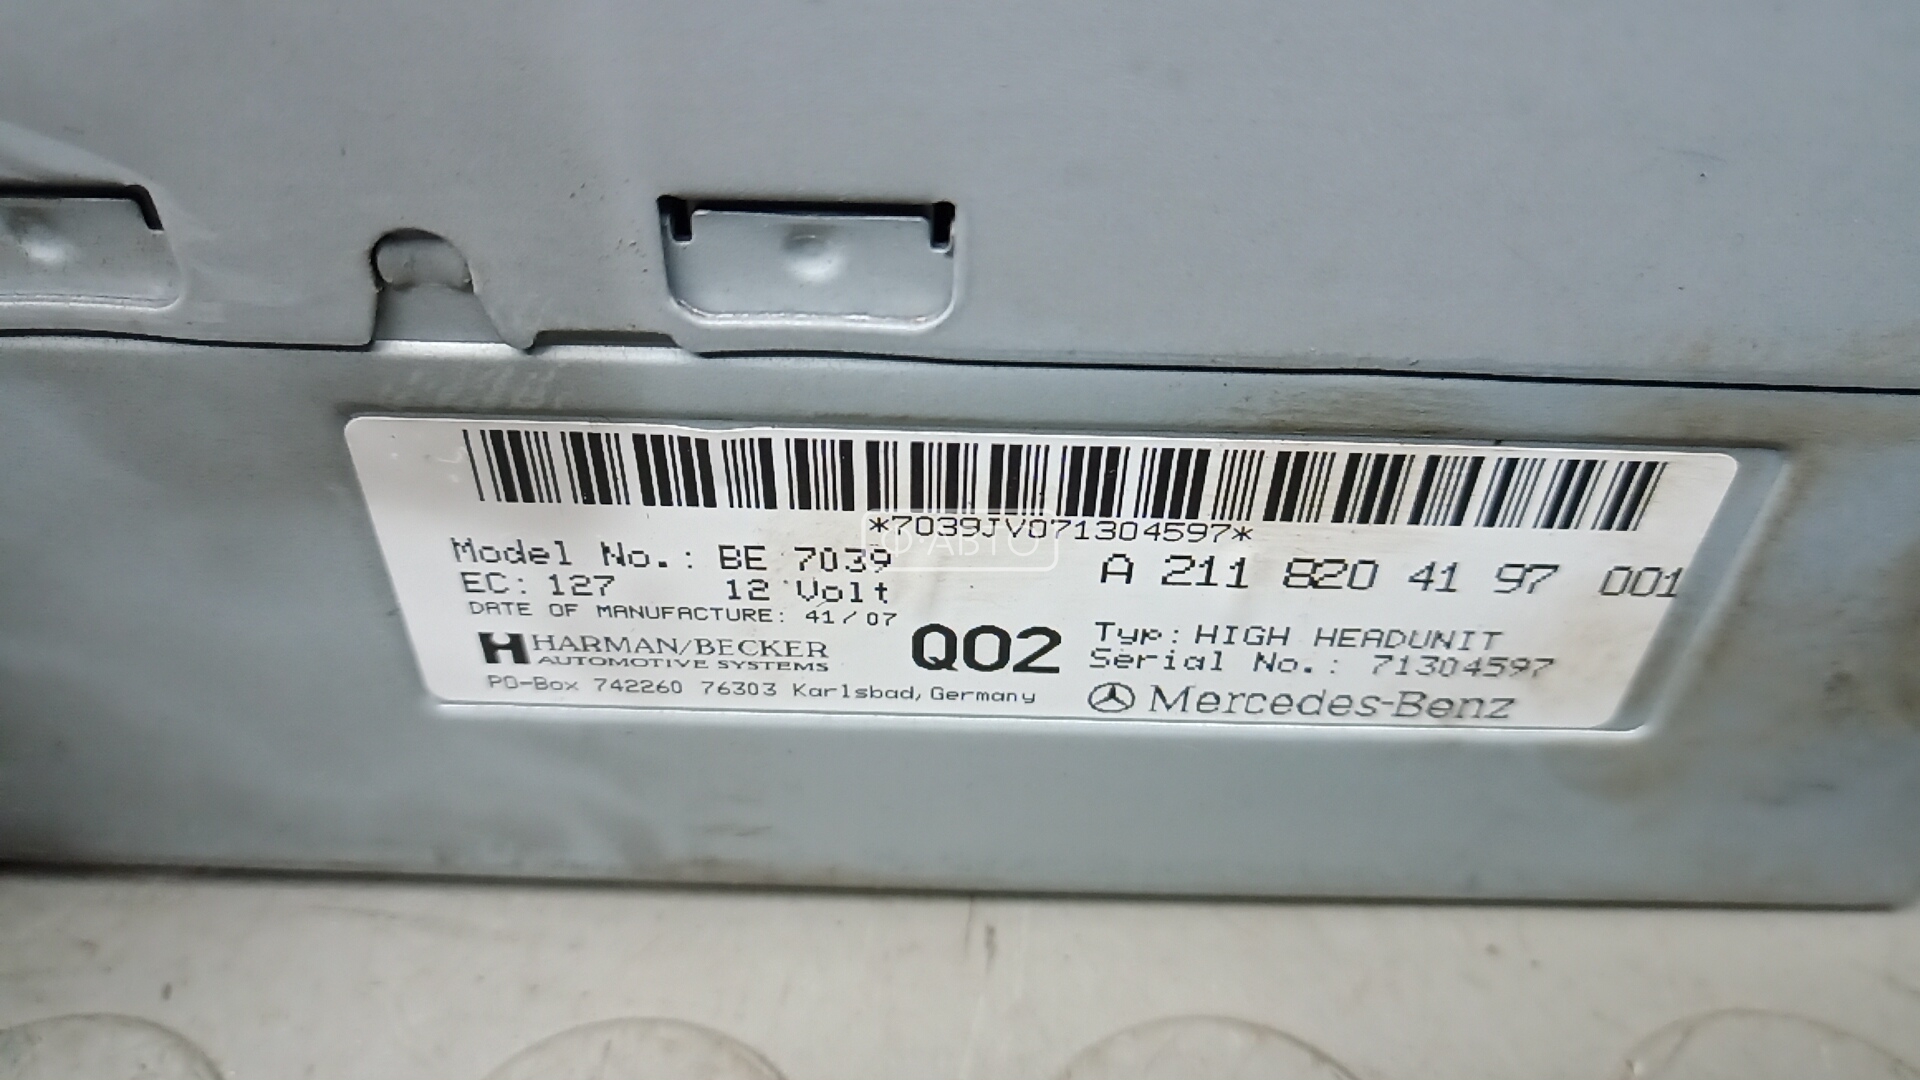 *7039JV071304597*
Model No.: BE 7039
EC: 127 12 Volt
DATE OF MANUFACTURE: 41/07
A 211 820 41 97 001
HARMAN/BECKER
AUTOMOTIVE SYSTEMS
Q02
Typ: HIGH HEADUNIT
Serial No.: 71304597
PO-Box 742260 76303 Karlsbad, Germany
Mercedes-Benz
Ф-АВТО